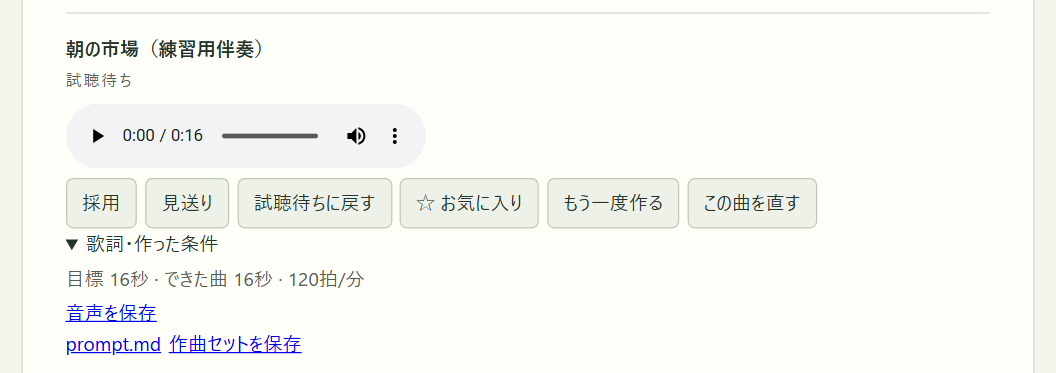 朝の市場（練習用伴奏）
試聴待ち
0:00 / 0:16
採用 見送り 試聴待ちに戻す ☆ お気に入り もう一度作る この曲を直す
▼ 歌詞・作った条件
目標 16秒 · できた曲 16秒 · 120拍/分
音声を保存
prompt.md 作曲セットを保存